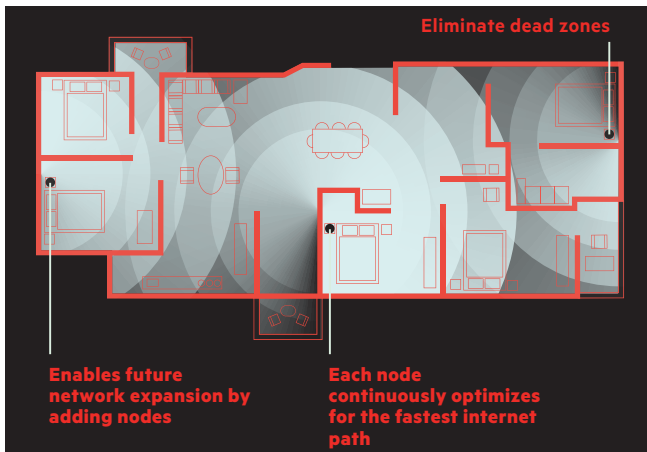 Eliminate dead zones
Enables future
network expansion by
adding nodes
Each node
continuously optimizes
for the fastest internet
path